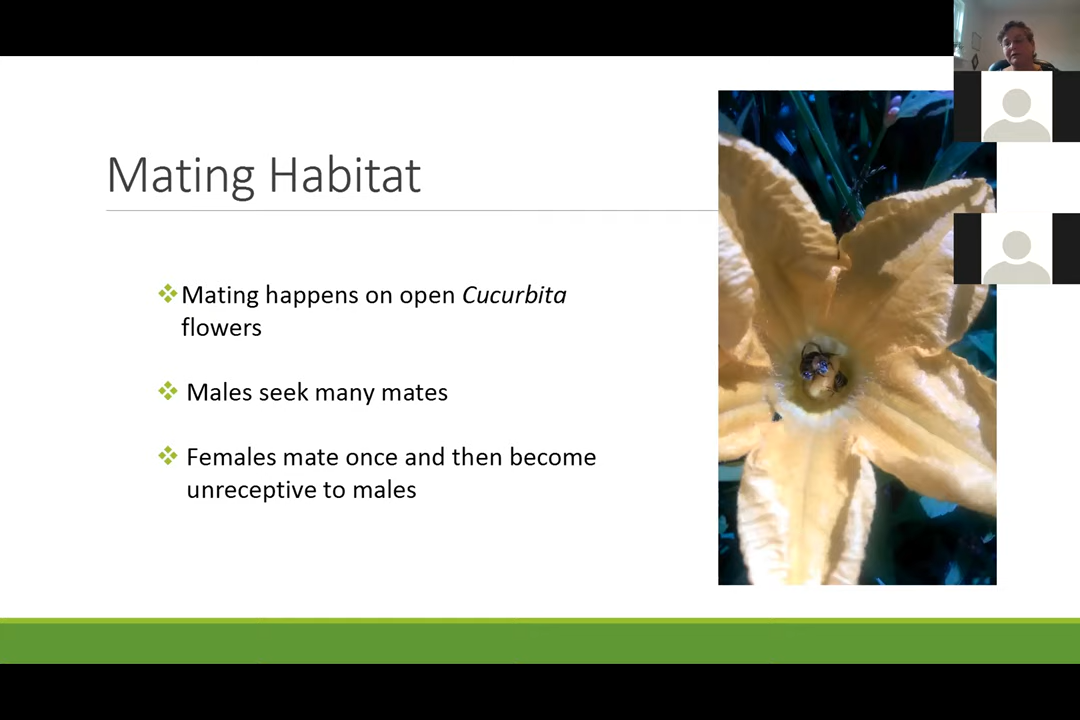 Mating Habitat
Mating happens on open Cucurbita
flowers
Males seek many mates
Females mate once and then become
unreceptive to males